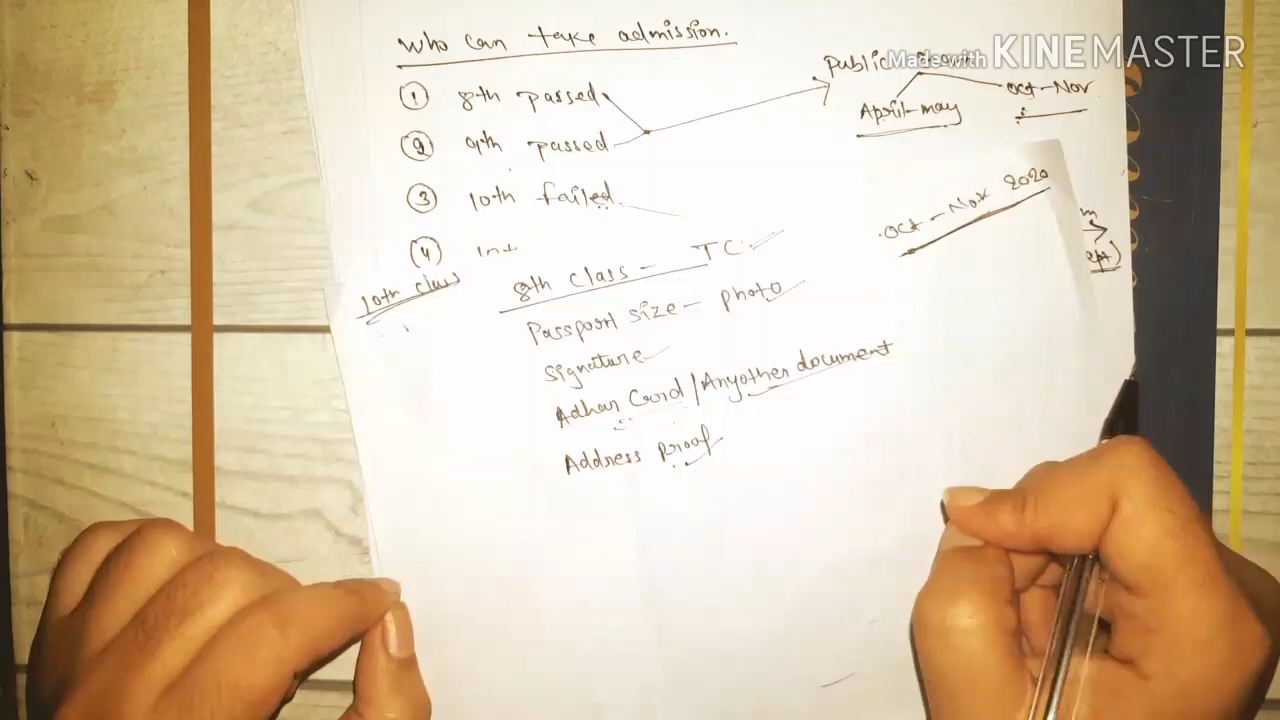 Who can take admission.
Made with KINEMASTER
Public
April-may
oct-Nov
① 8th passed
② 9th passed
③ 10th failed
④
oct - Nov 2020
10th class
8th class - TC
Passport size - photo
Signature
Adhar Card / Anyother document
Address proof